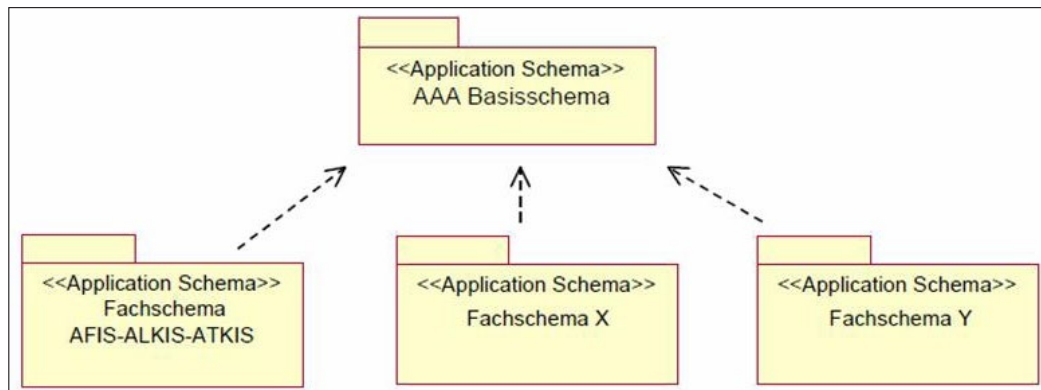 <<Application Schema>>
AAA Basisschema
<<Application Schema>>
Fachschema
AFIS-ALKIS-ATKIS
<<Application Schema>>
Fachschema X
<<Application Schema>>
Fachschema Y